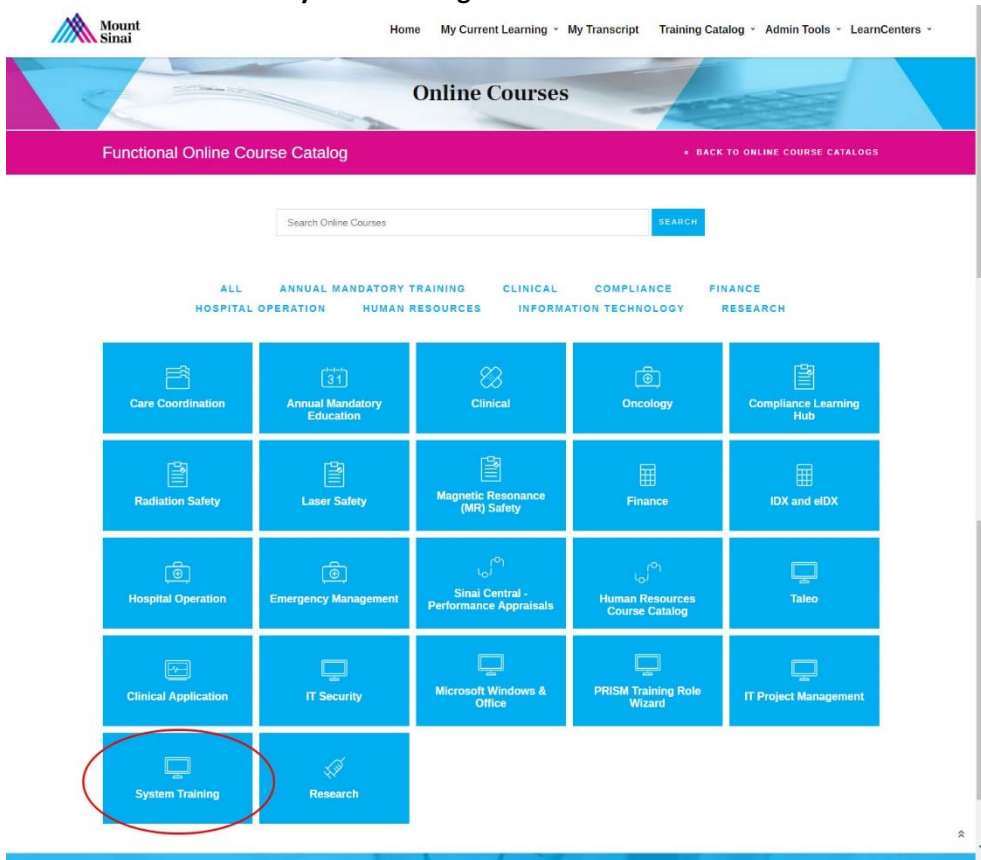 Mount
Sinai
Home My Current Learning My Transcript Training Catalog Admin Tools LearnCenters
Online Courses
Functional Online Course Catalog
« BACK TO ONLINE COURSE CATALOGS
Search Online Courses
SEARCH
ALL ANNUAL MANDATORY TRAINING CLINICAL COMPLIANCE FINANCE
HOSPITAL OPERATION HUMAN RESOURCES INFORMATION TECHNOLOGY RESEARCH
Care Coordination
31
Annual Mandatory
Education
Clinical
Oncology
Compliance Learning
Hub
Radiation Safety
Laser Safety
Magnetic Resonance
(MR) Safety
Finance
IDX and eIDX
Hospital Operation
Emergency Management
Sinai Central -
Performance Appraisals
Human Resources
Course Catalog
Taleo
Clinical Application
IT Security
Microsoft Windows &
Office
PRISM Training Role
Wizard
IT Project Management
System Training
Research